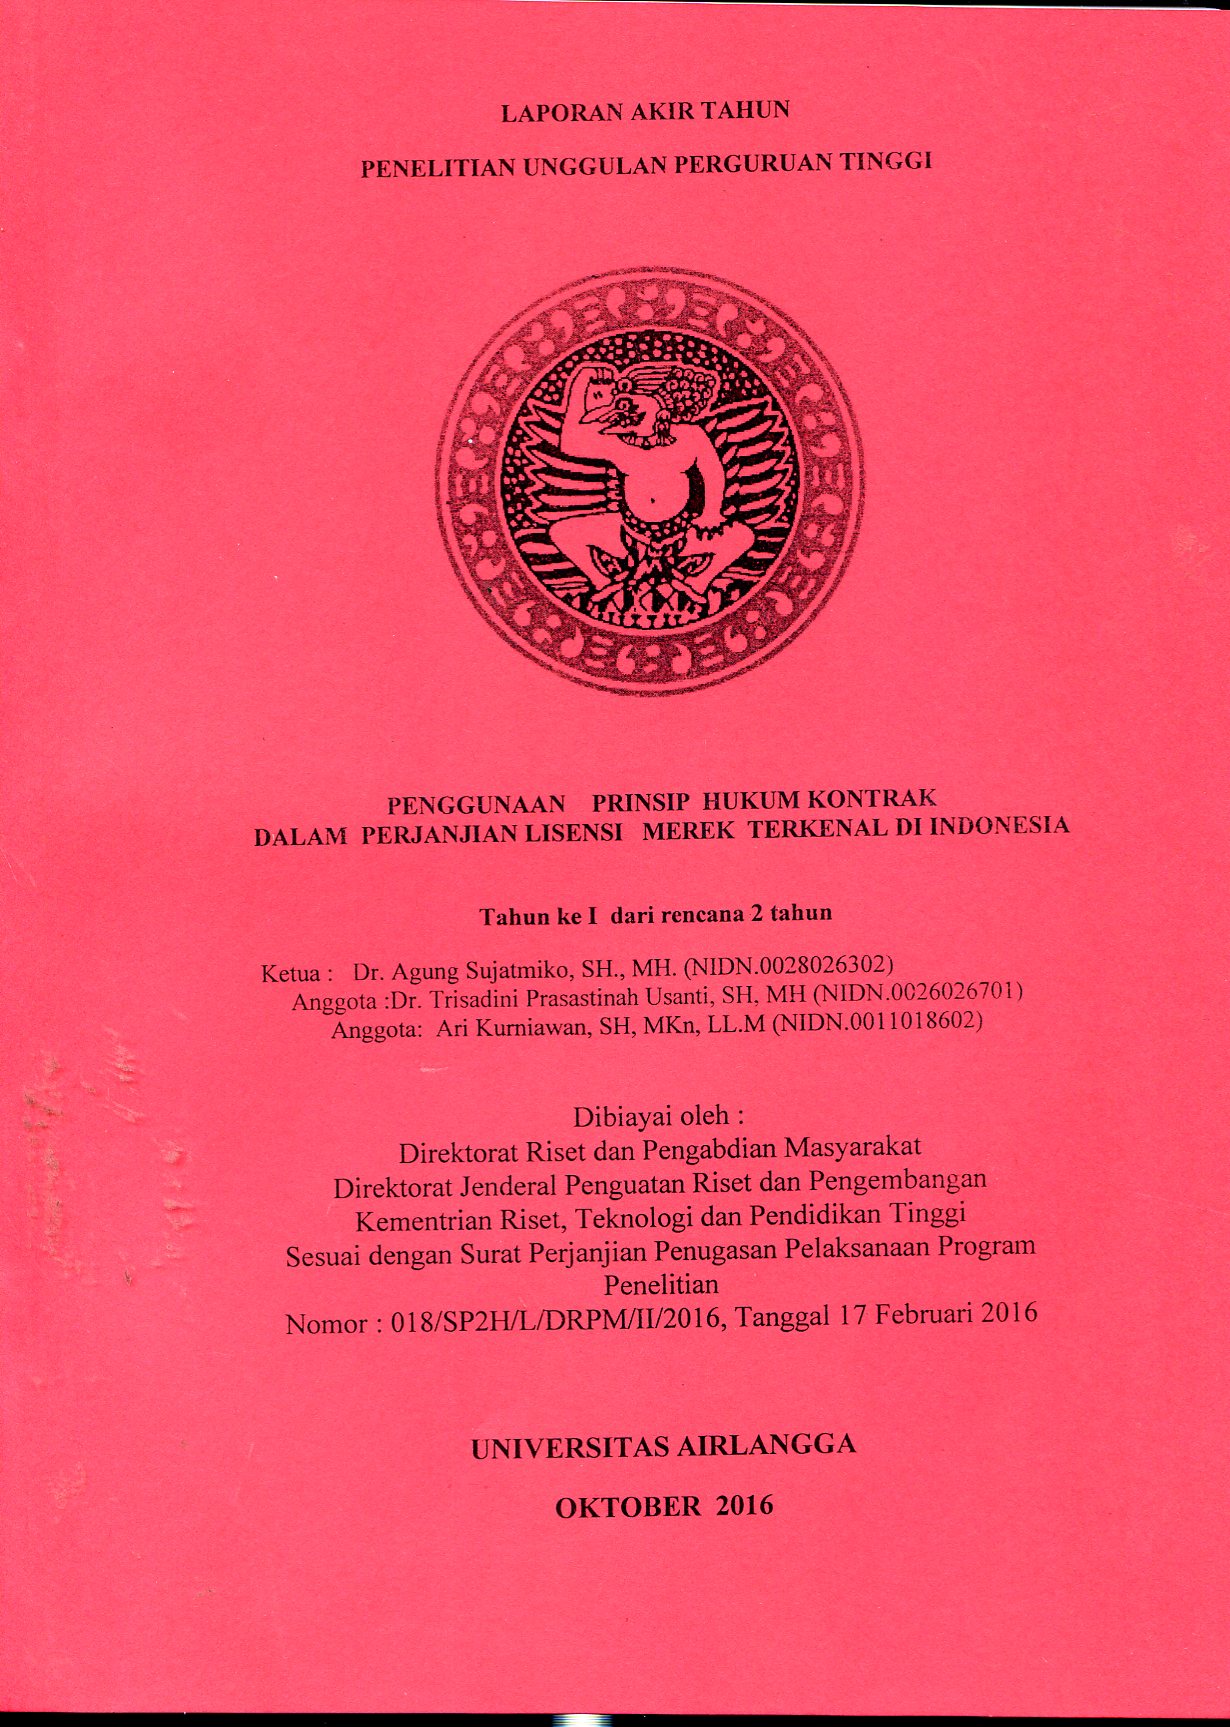 LAPORAN AKIR TAHUN
PENELITIAN UNGGULAN PERGURUAN TINGGI
PENGGUNAAN PRINSIP HUKUM KONTRAK
DALAM PERJANJIAN LISENSI MEREK TERKENAL DI INDONESIA
Tahun ke I dari rencana 2 tahun
Ketua : Dr. Agung Sujatmiko, SH., MH. (NIDN.0028026302)
Anggota :Dr. Trisadini Prasastinah Usanti, SH, MH (NIDN.0026026701)
Anggota: Ari Kurniawan, SH, MKn, LL.M (NIDN.0011018602)
Dibiayai oleh :
Direktorat Riset dan Pengabdian Masyarakat
Direktorat Jenderal Penguatan Riset dan Pengembangan
Kementrian Riset, Teknologi dan Pendidikan Tinggi
Sesuai dengan Surat Perjanjian Penugasan Pelaksanaan Program
Penelitian
Nomor : 018/SP2H/L/DRPM/II/2016, Tanggal 17 Februari 2016
UNIVERSITAS AIRLANGGA
OKTOBER 2016